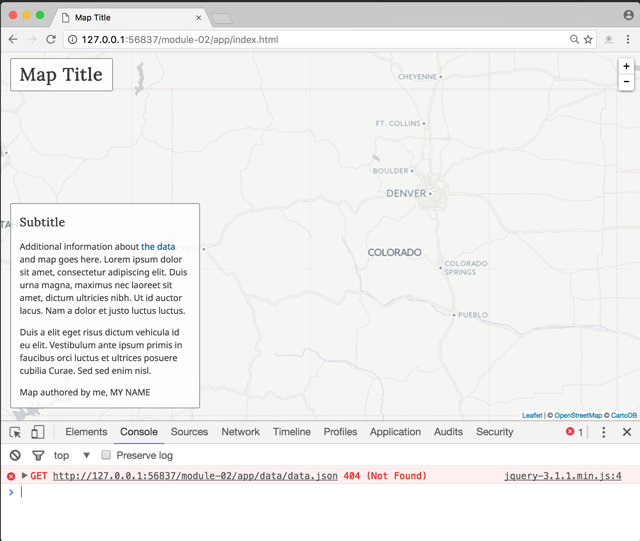 Map Title
127.0.0.1:56837/module-02/app/index.html
Map Title
+
−
CHEYENNE
FT. COLLINS
BOULDER
DENVER
COLORADO
COLORADO
SPRINGS
PUEBLO
Subtitle
Additional information about the data
and map goes here. Lorem ipsum dolor
sit amet, consectetur adipiscing elit. Duis
urna magna, maximus nec laoreet sit
amet, dictum ultricies nibh. Ut id auctor
lacus. Nam a dolor et justo luctus luctus.
Duis a elit eget risus dictum vehicula id
eu elit. Vestibulum ante ipsum primis in
faucibus orci luctus et ultrices posuere
cubilia Curae. Sed sed enim nisl.
Map authored by me, MY NAME
Leaflet | © OpenStreetMap © CartoDB
Elements Console Sources Network Timeline Profiles Application Audits Security 1
top Preserve log
GET http://127.0.0.1:56837/module-02/app/data/data.json 404 (Not Found) jquery-3.1.1.min.js:4